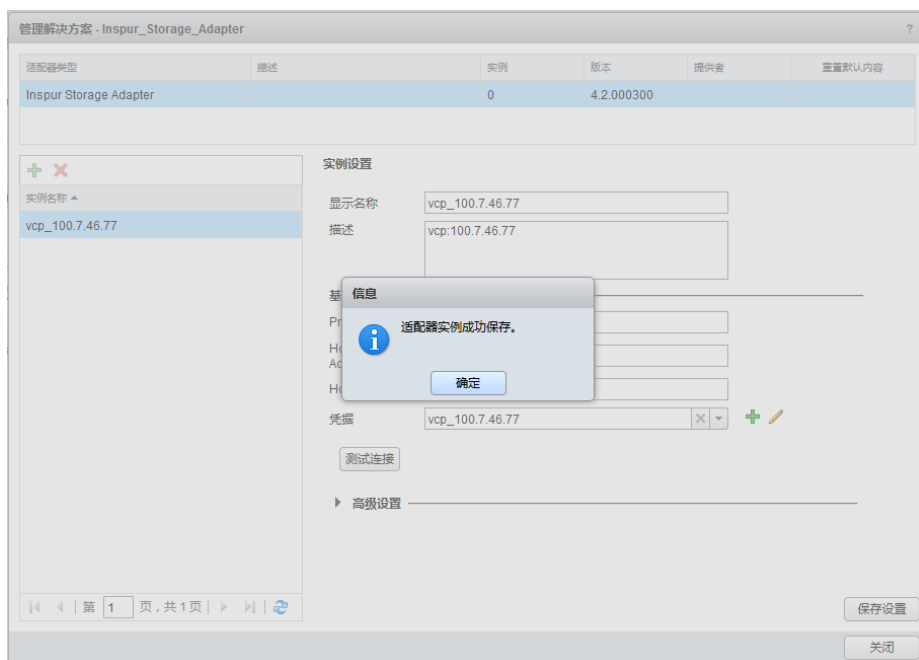 管理解决方案 - Inspur_Storage_Adapter ?
适配器类型 描述 实例 版本 提供者 重置默认内容
Inspur Storage Adapter 0 4.2.000300
实例设置
实例名称
vcp_100.7.46.77
显示名称 vcp_100.7.46.77
描述 vcp:100.7.46.77
基
信息
适配器实例成功保存。
确定
Pr
Ho
Ad
Ho
凭据 vcp_100.7.46.77
测试连接
高级设置
第 1 页,共1页
保存设置
关闭